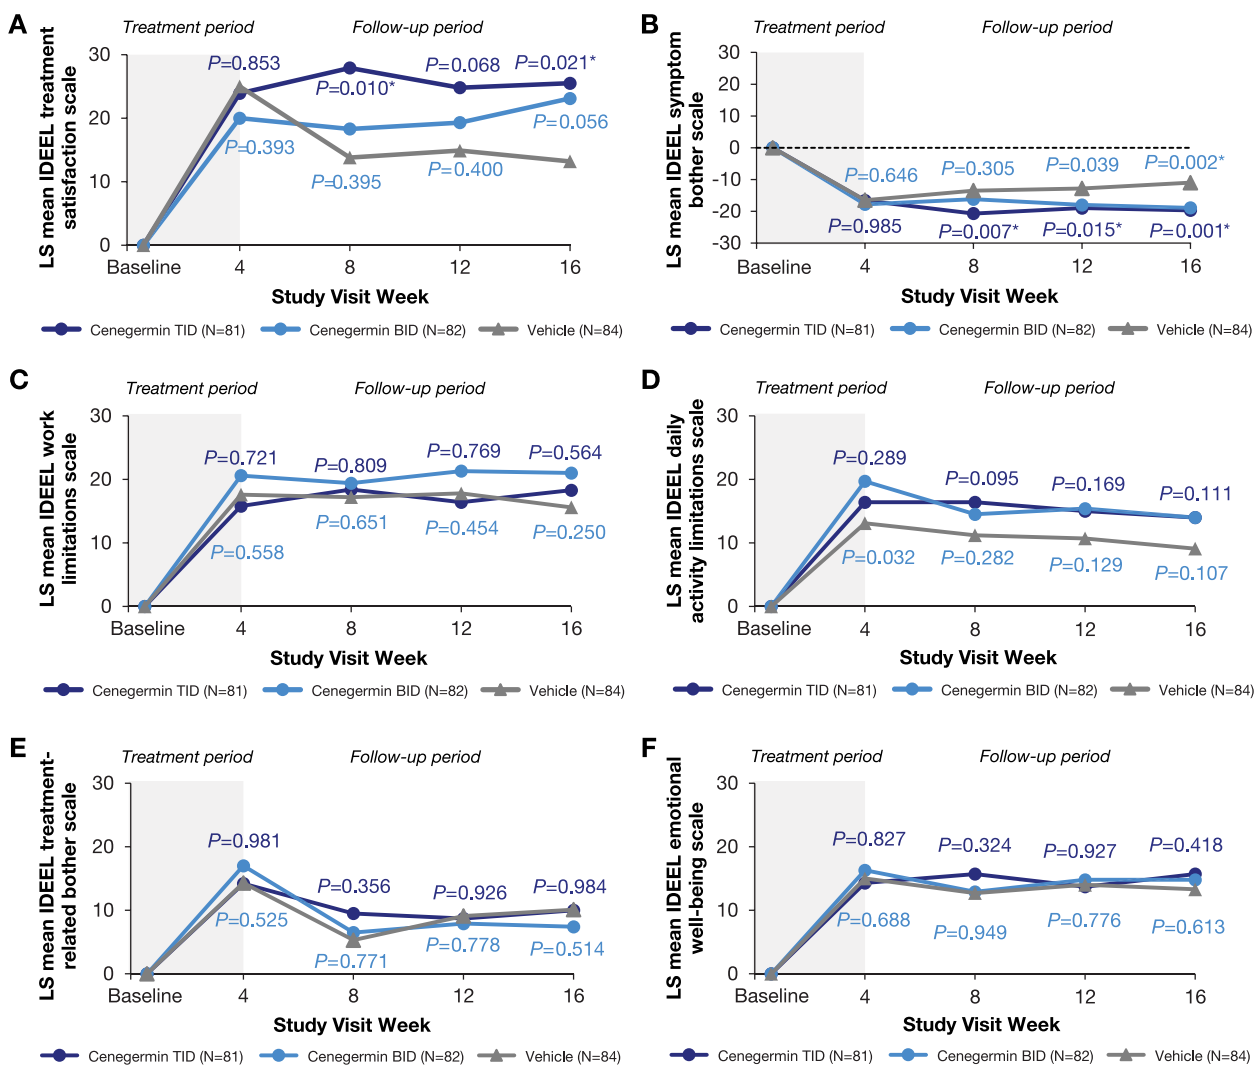 A
Treatment period
Follow-up period
LS mean IDEEL treatment
satisfaction scale
30
20
10
0
P=0.853
P=0.010*
P=0.068
P=0.021*
P=0.393
P=0.395
P=0.400
P=0.056
Baseline
4
8
12
16
Study Visit Week
Cenegermin TID (N=81)
Cenegermin BID (N=82)
Vehicle (N=84)
B
Treatment period
Follow-up period
LS mean IDEEL symptom
bother scale
30
20
10
0
-10
-20
-30
P=0.646
P=0.305
P=0.039
P=0.002*
P=0.985
P=0.007*
P=0.015*
P=0.001*
Baseline
4
8
12
16
Study Visit Week
Cenegermin TID (N=81)
Cenegermin BID (N=82)
Vehicle (N=84)
C
Treatment period
Follow-up period
LS mean IDEEL work
limitations scale
30
20
10
0
P=0.721
P=0.809
P=0.769
P=0.564
P=0.558
P=0.651
P=0.454
P=0.250
Baseline
4
8
12
16
Study Visit Week
Cenegermin TID (N=81)
Cenegermin BID (N=82)
Vehicle (N=84)
D
Treatment period
Follow-up period
LS mean IDEEL daily
activity limitations scale
30
20
10
0
P=0.289
P=0.095
P=0.169
P=0.111
P=0.032
P=0.282
P=0.129
P=0.107
Baseline
4
8
12
16
Study Visit Week
Cenegermin TID (N=81)
Cenegermin BID (N=82)
Vehicle (N=84)
E
Treatment period
Follow-up period
LS mean IDEEL treatment-
related bother scale
30
20
10
0
P=0.981
P=0.356
P=0.926
P=0.984
P=0.525
P=0.771
P=0.778
P=0.514
Baseline
4
8
12
16
Study Visit Week
Cenegermin TID (N=81)
Cenegermin BID (N=82)
Vehicle (N=84)
F
Treatment period
Follow-up period
LS mean IDEEL emotional
well-being scale
30
20
10
0
P=0.827
P=0.324
P=0.927
P=0.418
P=0.688
P=0.949
P=0.776
P=0.613
Baseline
4
8
12
16
Study Visit Week
Cenegermin TID (N=81)
Cenegermin BID (N=82)
Vehicle (N=84)